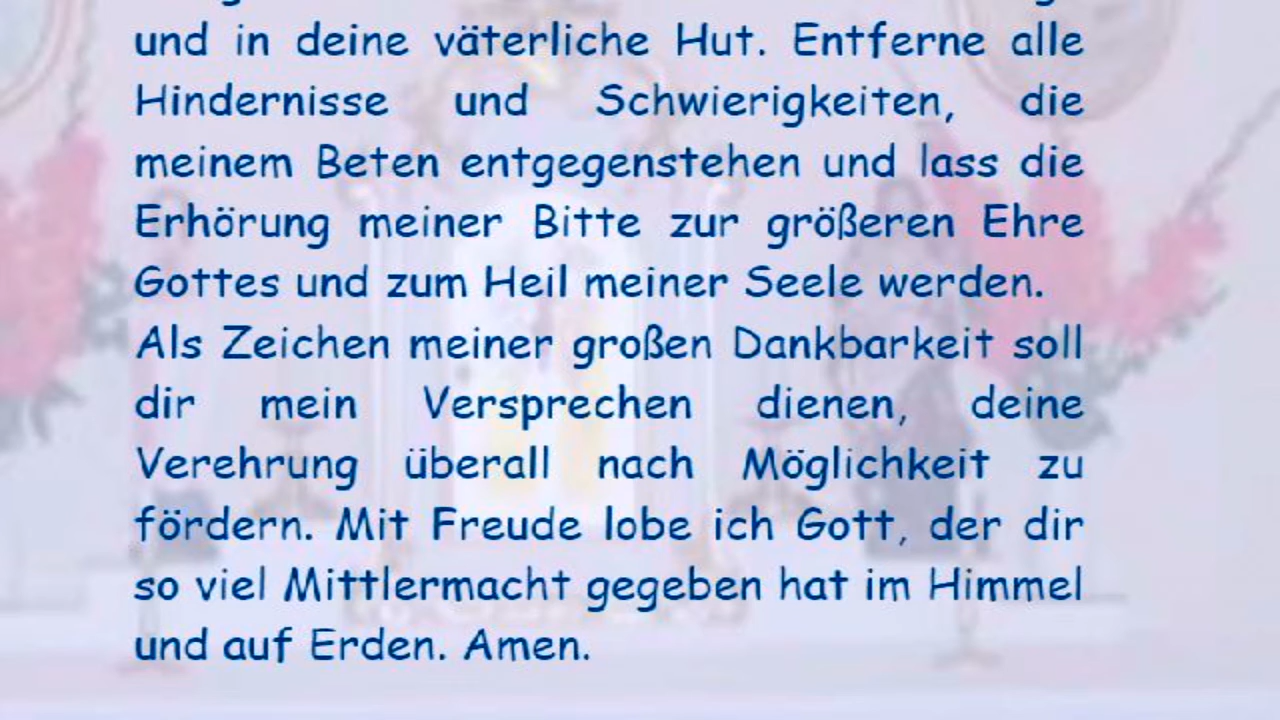 und in deine väterliche Hut. Entferne alle
Hindernisse und Schwierigkeiten, die
meinem Beten entgegenstehen und lass die
Erhörung meiner Bitte zur größeren Ehre
Gottes und zum Heil meiner Seele werden.
Als Zeichen meiner großen Dankbarkeit soll
dir mein Versprechen dienen, deine
Verehrung überall nach Möglichkeit zu
fördern. Mit Freude lobe ich Gott, der dir
so viel Mittlermacht gegeben hat im Himmel
und auf Erden. Amen.